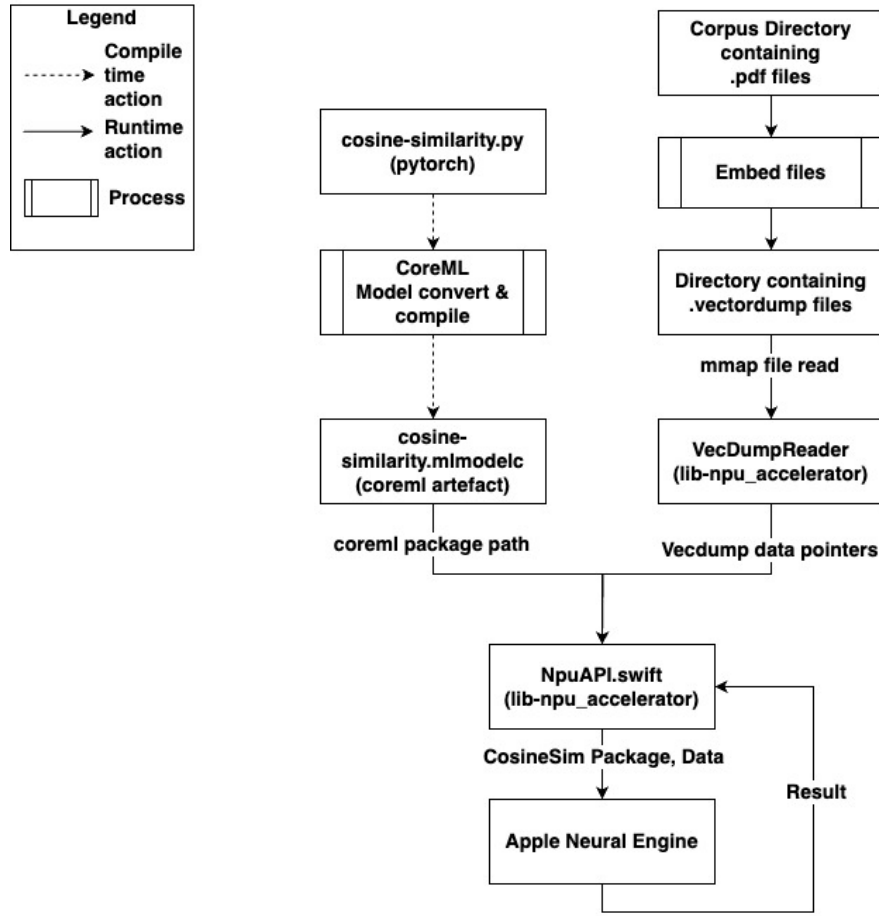 Legend
Compile
time
action
Runtime
action
Process
Corpus Directory
containing
.pdf files
cosine-similarity.py
(pytorch)
Embed files
CoreML
Model convert &
compile
Directory containing
.vectordump files
mmap file read
cosine-
similarity.mlmodelc
(coreml artefact)
VecDumpReader
(lib-npu_accelerator)
coreml package path
Vecdump data pointers
NpuAPI.swift
(lib-npu_accelerator)
CosineSim Package, Data
Result
Apple Neural Engine